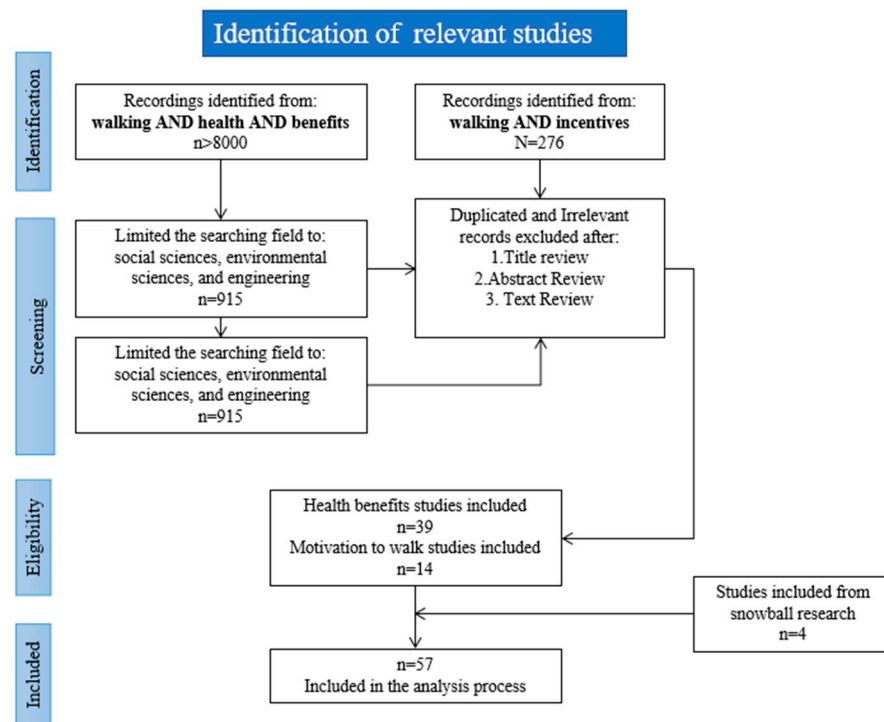 Identification of relevant studies
Identification
Recordings identified from:
walking AND health AND benefits
n>8000
Recordings identified from:
walking AND incentives
N=276
Screening
Limited the searching field to:
social sciences, environmental
sciences, and engineering
n=915
Duplicated and Irrelevant
records excluded after:
1.Title review
2.Abstract Review
3. Text Review
Limited the searching field to:
social sciences, environmental
sciences, and engineering
n=915
Eligibility
Health benefits studies included
n=39
Motivation to walk studies included
n=14
Studies included from
snowball research
n=4
Included
n=57
Included in the analysis process